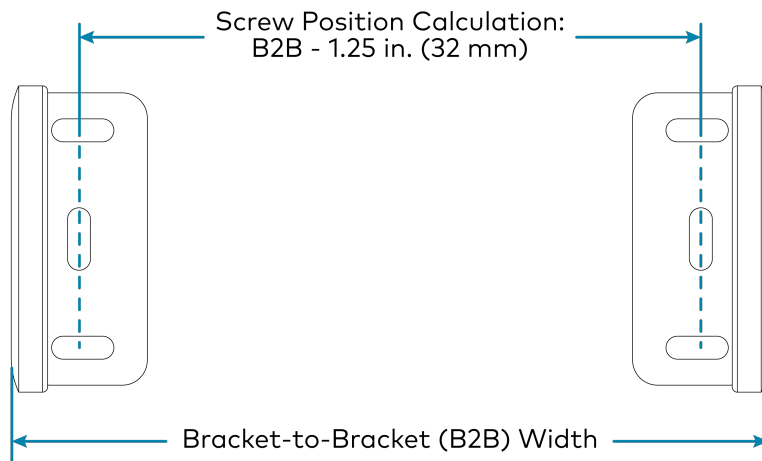 Screw Position Calculation:
B2B - 1.25 in. (32 mm)
Bracket-to-Bracket (B2B) Width